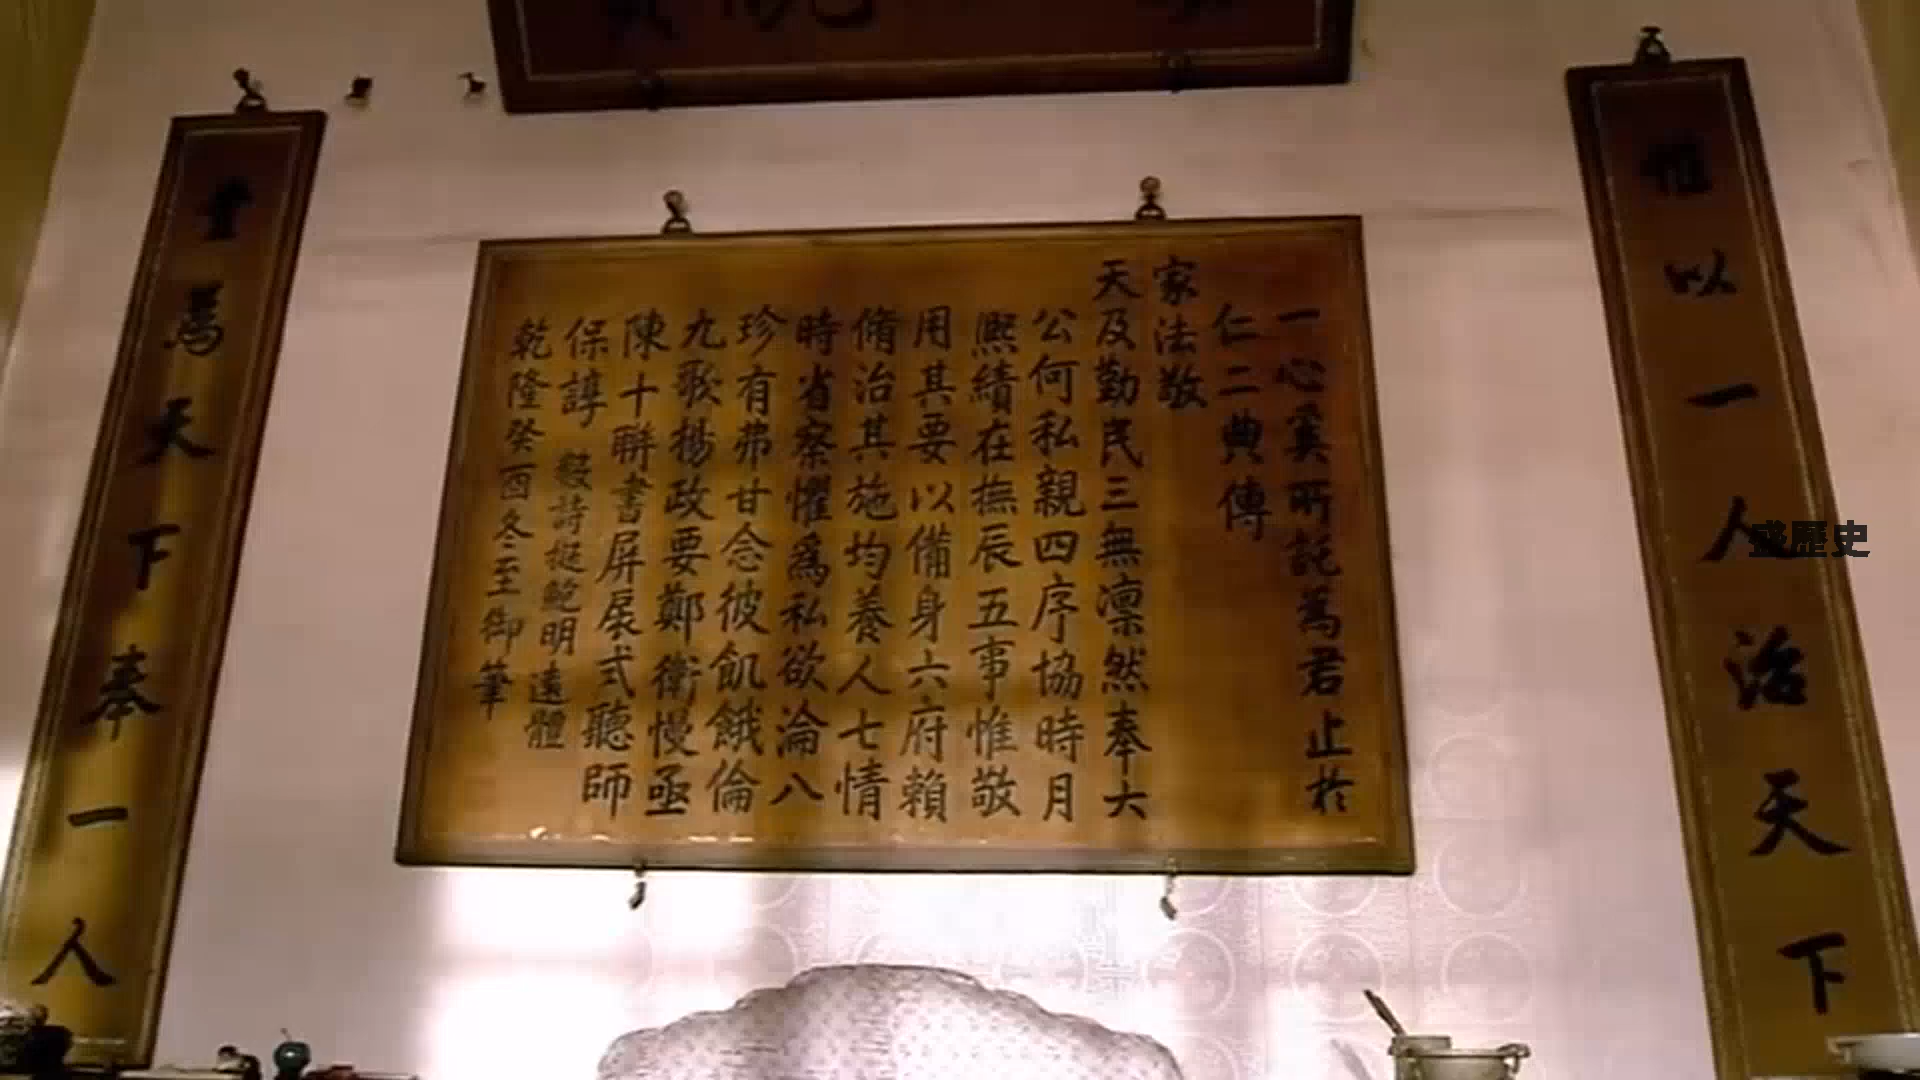 惟以一人治天下
一心奚所託為君止於
仁二典傳
家法敬
天及勤民三無凜然奉大
公何私親四序協時月
熙績在撫辰五事惟敬
用其要以備身六府賴
脩治其施均養人七情
時省察懼為私欲淪八
珍有弗甘念彼飢餓倫
九歌揚政要鄭衛慢亟
陳十聯書屏扆式聽師
保諄 殺詩挺鮑明遠體
乾隆癸酉冬至御筆
豈為天下奉一人
盛歷史